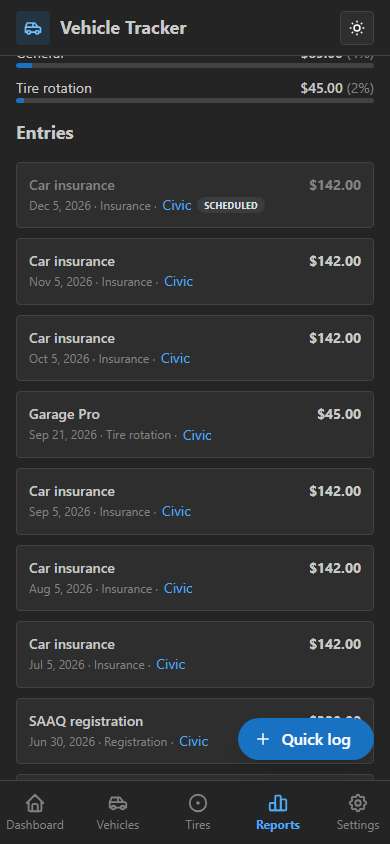 Vehicle Tracker
Tire rotation $45.00 (2%)
Entries
Car insurance $142.00
Dec 5, 2026 · Insurance · Civic SCHEDULED
Car insurance $142.00
Nov 5, 2026 · Insurance · Civic
Car insurance $142.00
Oct 5, 2026 · Insurance · Civic
Garage Pro $45.00
Sep 21, 2026 · Tire rotation · Civic
Car insurance $142.00
Sep 5, 2026 · Insurance · Civic
Car insurance $142.00
Aug 5, 2026 · Insurance · Civic
Car insurance $142.00
Jul 5, 2026 · Insurance · Civic
SAAQ registration
Jun 30, 2026 · Registration · Civic
+ Quick log
Dashboard Vehicles Tires Reports Settings